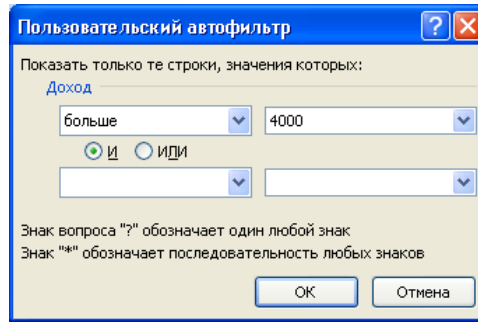 Пользовательский автофильтр
Показать только те строки, значения которых:
Доход
больше 4000
И ИЛИ
Знак вопроса "?" обозначает один любой знак
Знак "*" обозначает последовательность любых знаков
ОК Отмена